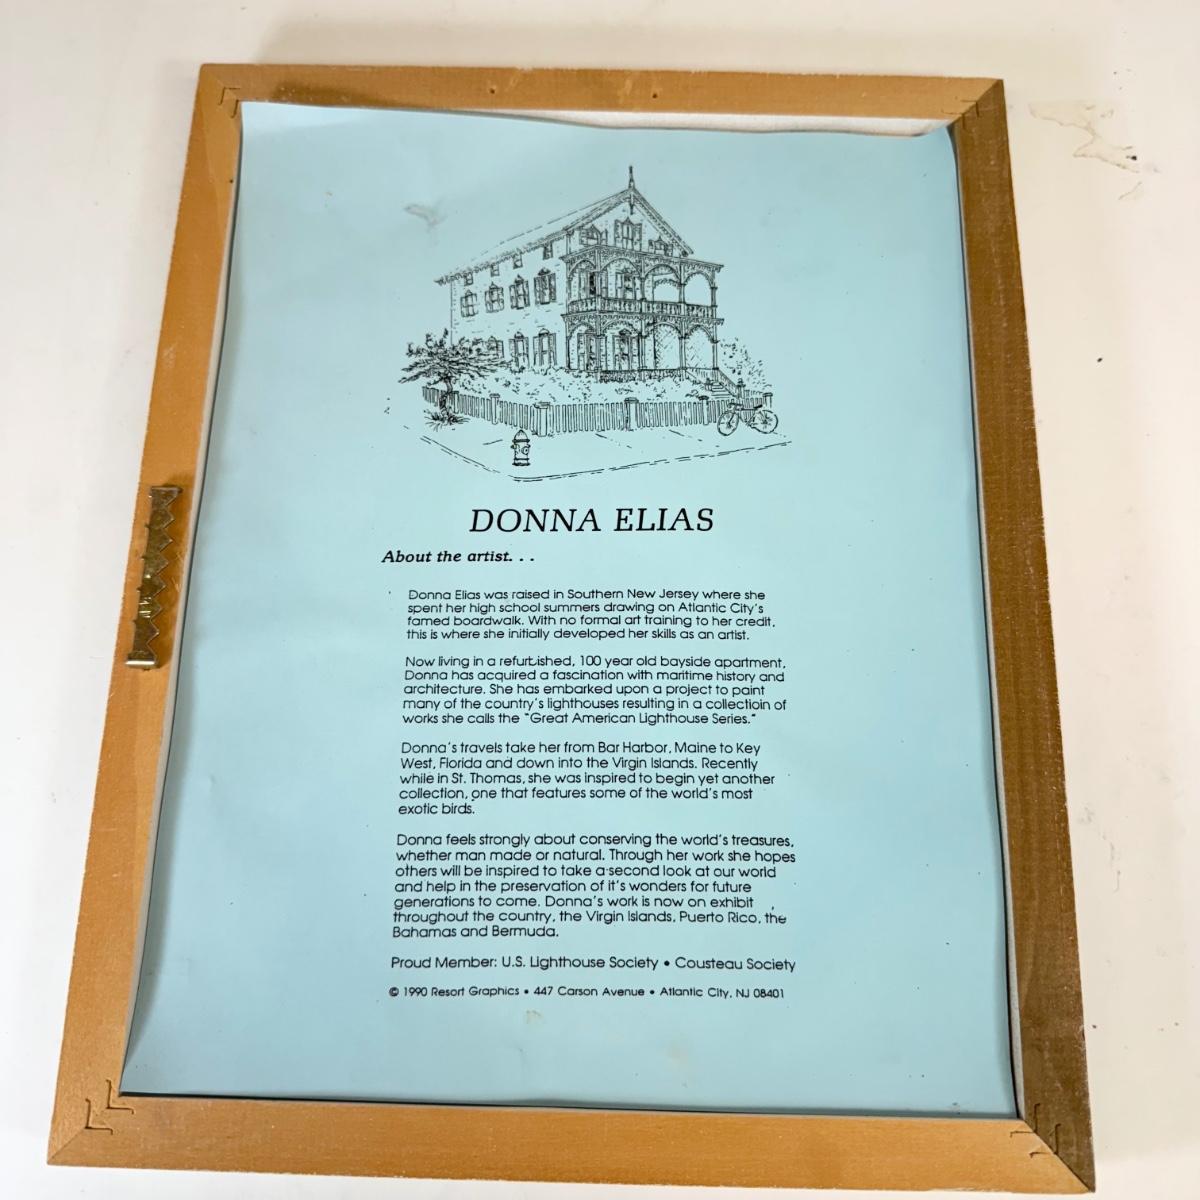 DONNA ELIAS
About the artist. . .
Donna Elias was raised in Southern New Jersey where she
spent her high school summers drawing on Atlantic City's
famed boardwalk. With no formal art training to her credit,
this is where she initially developed her skills as an artist.
Now living in a refurbished, 100 year old bayside apartment,
Donna has acquired a fascination with maritime history and
architecture. She has embarked upon a project to paint
many of the country's lighthouses resulting in a collectioin of
works she calls the "Great American Lighthouse Series."
Donna's travels take her from Bar Harbor, Maine to Key
West, Florida and down into the Virgin Islands. Recently
while in St. Thomas, she was inspired to begin yet another
collection, one that features some of the world's most
exotic birds.
Donna feels strongly about conserving the world's treasures,
whether man made or natural. Through her work she hopes
others will be inspired to take a second look at our world
and help in the preservation of it's wonders for future
generations to come. Donna's work is now on exhibit
throughout the country, the Virgin Islands, Puerto Rico, the
Bahamas and Bermuda.
Proud Member: U.S. Lighthouse Society • Cousteau Society
© 1990 Resort Graphics • 447 Carson Avenue • Atlantic City, NJ 08401